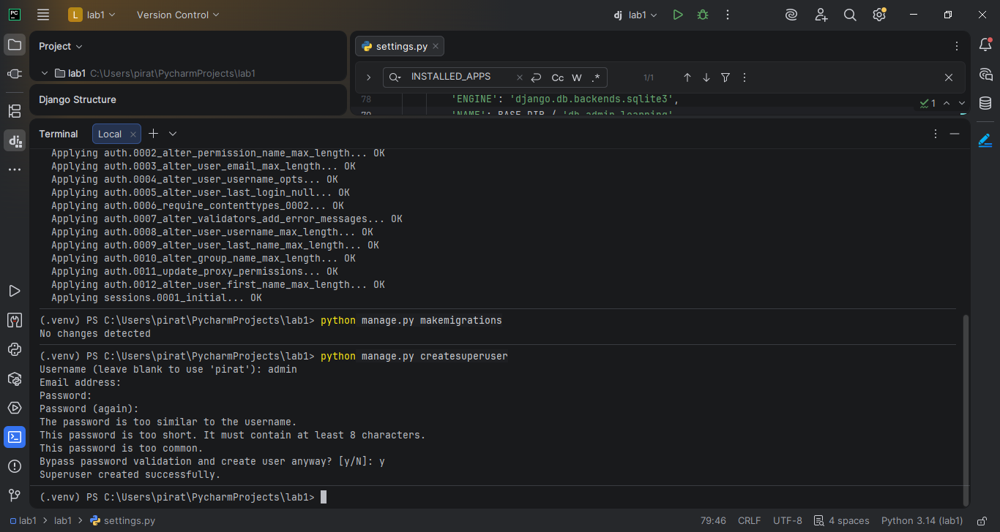 PC
L lab1
Version Control
dj lab1
Project
settings.py
lab1 C:\Users\pirat\PycharmProjects\lab1
INSTALLED_APPS
Cc W .*
1/1
Django Structure
78 'ENGINE': 'django.db.backends.sqlite3',
1
79 'NAME': BASE_DIR / 'db_admin_learning'
Terminal Local
Applying auth.0002_alter_permission_name_max_length... OK
Applying auth.0003_alter_user_email_max_length... OK
Applying auth.0004_alter_user_username_opts... OK
Applying auth.0005_alter_user_last_login_null... OK
Applying auth.0006_require_contenttypes_0002... OK
Applying auth.0007_alter_validators_add_error_messages... OK
Applying auth.0008_alter_user_username_max_length... OK
Applying auth.0009_alter_user_last_name_max_length... OK
Applying auth.0010_alter_group_name_max_length... OK
Applying auth.0011_update_proxy_permissions... OK
Applying auth.0012_alter_user_first_name_max_length... OK
Applying sessions.0001_initial... OK
(.venv) PS C:\Users\pirat\PycharmProjects\lab1> python manage.py makemigrations
No changes detected
(.venv) PS C:\Users\pirat\PycharmProjects\lab1> python manage.py createsuperuser
Username (leave blank to use 'pirat'): admin
Email address:
Password:
Password (again):
The password is too similar to the username.
This password is too short. It must contain at least 8 characters.
This password is too common.
Bypass password validation and create user anyway? [y/N]: y
Superuser created successfully.
(.venv) PS C:\Users\pirat\PycharmProjects\lab1>
lab1 > lab1 > settings.py
79:46 CRLF UTF-8 4 spaces Python 3.14 (lab1)